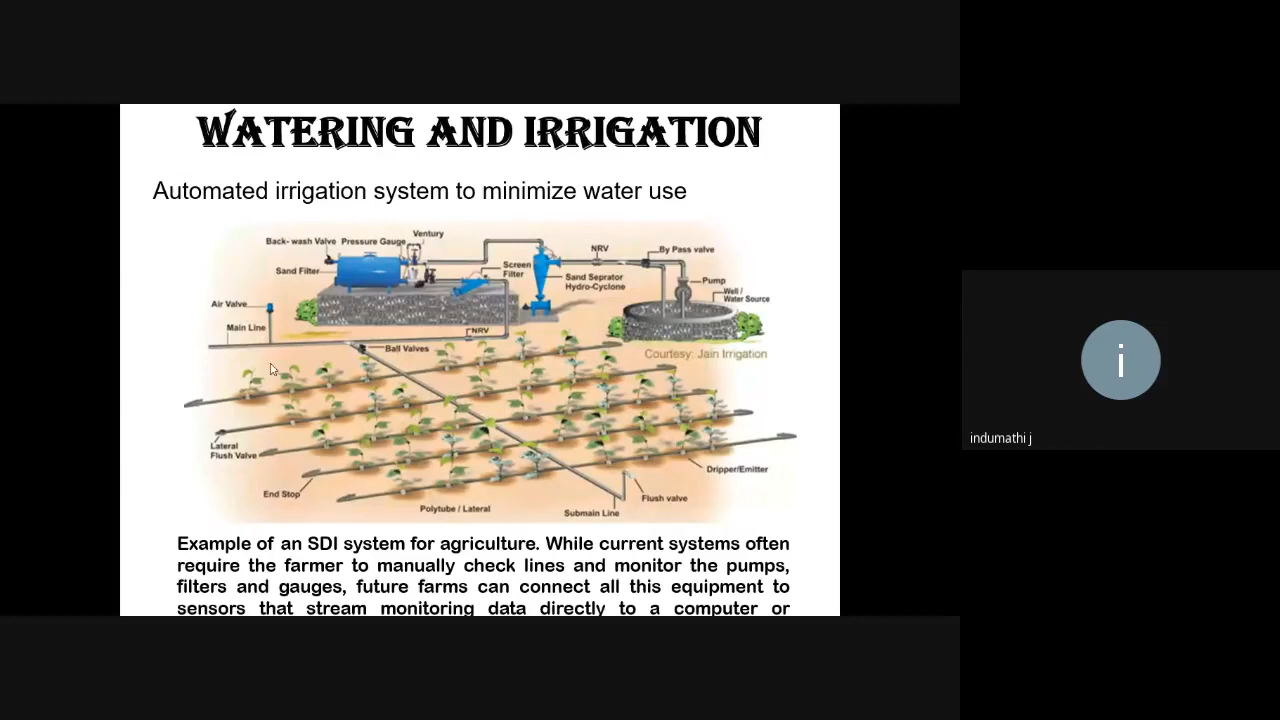 WATERING AND IRRIGATION
Automated irrigation system to minimize water use
Back-wash Valve
Pressure Gauge
Ventury
Sand Filter
Screen
Filter
NRV
By Pass valve
Sand Seprator
Hydro-Cyclone
Pump
Well /
Water Source
Air Valve
Main Line
NRV
Ball Valves
Courtesy: Jain Irrigation
Lateral
Flush Valve
Dripper/Emitter
End Stop
Flush valve
Polytube / Lateral
Submain Line
Example of an SDI system for agriculture. While current systems often
require the farmer to manually check lines and monitor the pumps,
filters and gauges, future farms can connect all this equipment to
sensors that stream monitoring data directly to a computer or
i
indumathi j